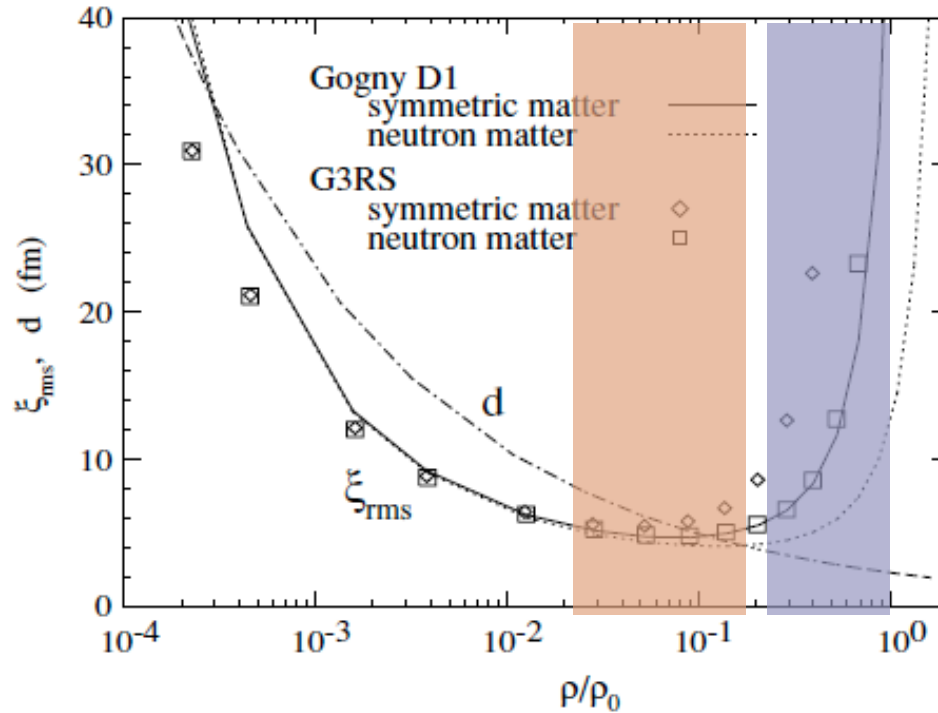 40
30
20
10
0
ξrms, d (fm)
Gogny D1
symmetric matter
neutron matter
G3RS
symmetric matter
neutron matter
d
ξrms
10⁻⁴
10⁻³
10⁻²
10⁻¹
10⁰
ρ/ρ₀